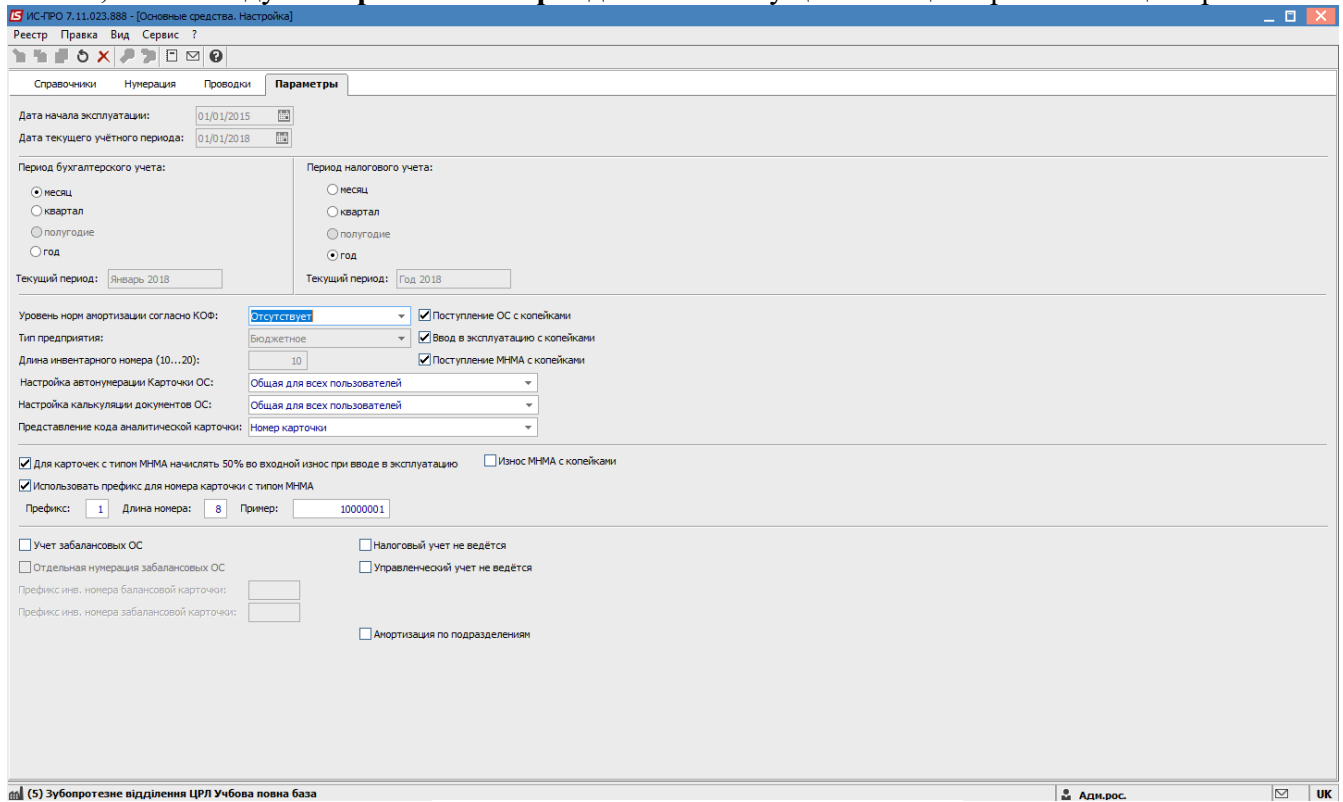 ИС-ПРО 7.11.023.888 - [Основные средства. Настройка]
Реестр Правка Вид Сервис ?
Справочники Нумерация Проводки Параметры
Дата начала эксплуатации: 01/01/2015
Дата текущего учётного периода: 01/01/2018
Период бухгалтерского учета: Период налогового учета:
месяц месяц
квартал квартал
полугодие полугодие
год год
Текущий период: Январь 2018 Текущий период: Год 2018
Уровень норм амортизации согласно КОФ: Отсутствует Поступление ОС с копейками
Тип предприятия: Бюджетное Ввод в эксплуатацию с копейками
Длина инвентарного номера (10...20): 10 Поступление МНМА с копейками
Настройка автонумерации Карточки ОС: Общая для всех пользователей
Настройка калькуляции документов ОС: Общая для всех пользователей
Представление кода аналитической карточки: Номер карточки
Для карточек с типом МНМА начислять 50% во входной износ при вводе в эксплуатацию Износ МНМА с копейками
Использовать префикс для номера карточки с типом МНМА
Префикс: 1 Длина номера: 8 Пример: 10000001
Учет забалансовых ОС Налоговый учет не ведётся
Отдельная нумерация забалансовых ОС Управленческий учет не ведётся
Префикс инв. номера балансовой карточки:
Префикс инв. номера забалансовой карточки:
Амортизация по подразделениям
(5) Зубопротезне відділення ЦРЛ Учбова повна база Адм.рос. UK